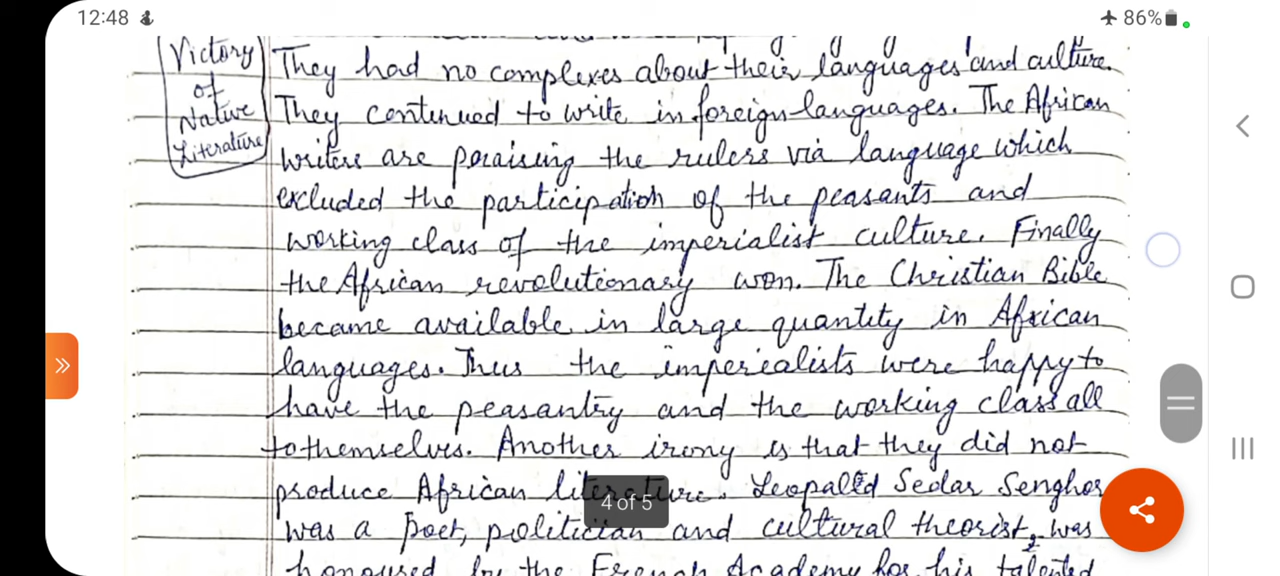 12:48
86%
Victory
of
Native
Literature
They had no complexes about their languages and culture.
They continued to write in foreign languages. The African
writers are poraising the rulers via language which
excluded the participation of the peasants and
working class of the imperialist culture. Finally
the African revolutionary won. The Christian Bible
became available in large quantity in African
languages. Thus the imperialists were happy to
have the peasantry and the working class all
to themselves. Another irony is that they did not
produce African literature. Leopalld Sedar Senghor
4 of 5
was a poet, politician and cultural theorist, was
honoured by the French Academy for his talented